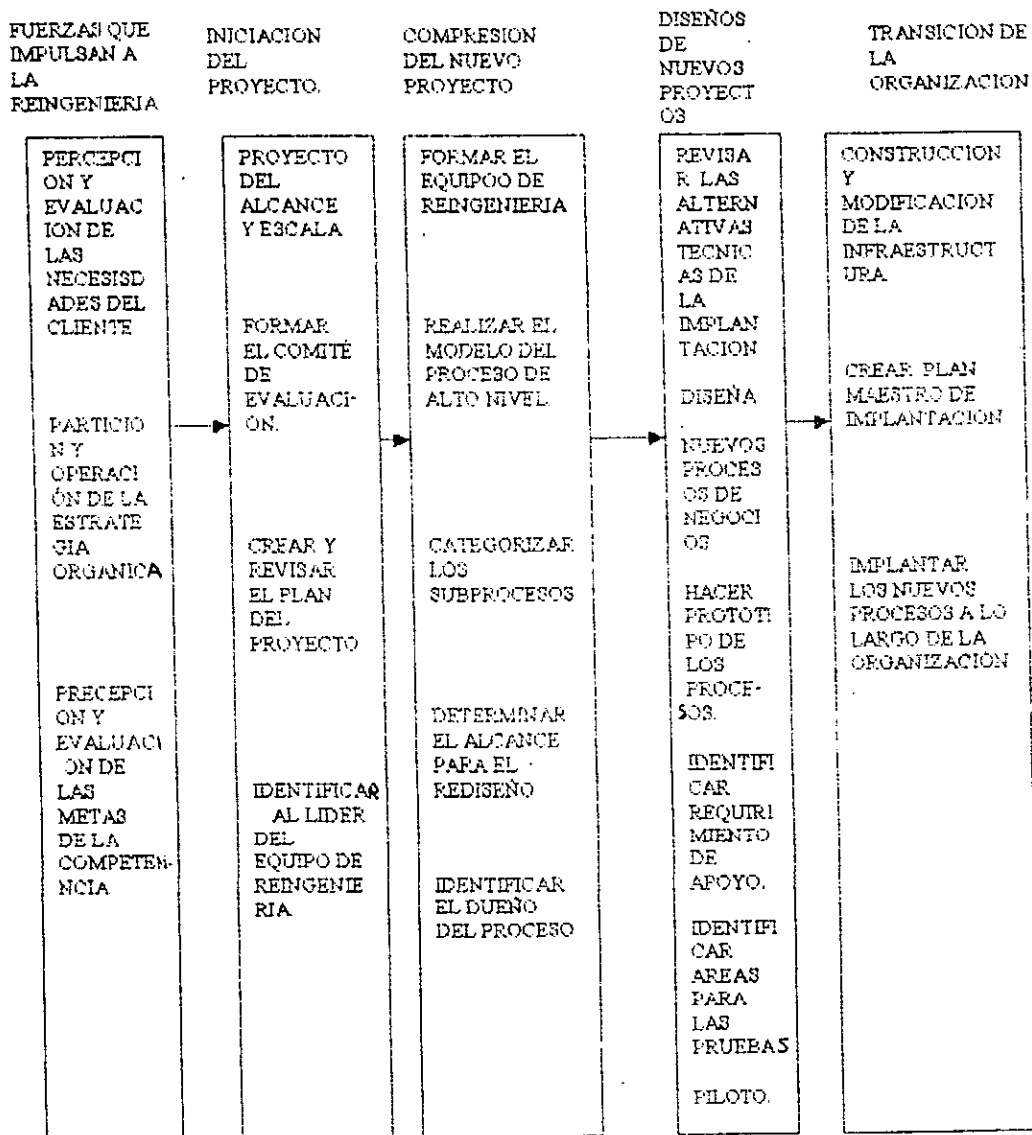 FUERZAS QUE
IMPULSAN A
LA
REINGENIERIA
INICIACION
DEL
PROYECTO.
COMPRESION
DEL NUEVO
PROYECTO
DISEÑOS
DE
NUEVOS
PROYECT
OS
TRANSICION DE
LA
ORGANIZACION
PERCEPCI
ON Y
EVALUAC
ION DE
LAS
NECESISD
ADES DEL
CLIENTE
PARTICIO
N Y
OPERACI
ÓN DE LA
ESTRATE
GIA
ORGANICA
PRECEPCI
ON Y
EVALUACI
ON DE
LAS
METAS
DE LA
COMPETEN-
NCIA
PROYECTO
DEL
ALCANCE
Y ESCALA
FORMAR
EL COMITÉ
DE
EVALUACI-
ÓN.
CREAR Y
REVISAR
EL PLAN
DEL
PROYECTO
IDENTIFICAR
AL LIDER
DEL
EQUIPO DE
REINGENIE
RIA
FORMAR EL
EQUIPOO DE
REINGENIERIA
.
REALIZAR EL
MODELO DEL
PROCESO DE
ALTO NIVEL.
CATEGORIZAR
LOS
SUBPROCESOS
DETERMINAR
EL ALCANCE
PARA EL
REDISEÑO
IDENTIFICAR
EL DUEÑO
DEL PROCESO
REVISA
R LAS
ALTERN
ATIVAS
TECNIC
AS DE
LA
IMPLAN
TACION
DISEÑA
NUEVOS
PROCES
OS DE
NEGOCI
OS
HACER
PROTOTI
PO DE
LOS
PROCE-
SOS.
IDENTIFI
CAR
REQUIRI
MIENTO
DE
APOYO.
IDENTIFI
CAR
AREAS
PARA
LAS
PRUEBAS
PILOTO.
CONSTRUCCION
Y
MODIFICACION
DE LA
INFRAESTRUCT
URA
CREAR PLAN
MAESTRO DE
IMPLANTACION
IMPLANTAR
LOS NUEVOS
PROCESOS A LO
LARGO DE LA
ORGANIZACIÓN
.